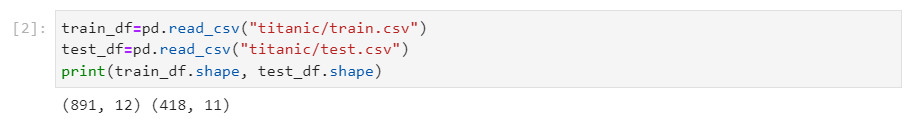 [2]: train_df=pd.read_csv("titanic/train.csv")
test_df=pd.read_csv("titanic/test.csv")
print(train_df.shape, test_df.shape)
(891, 12) (418, 11)